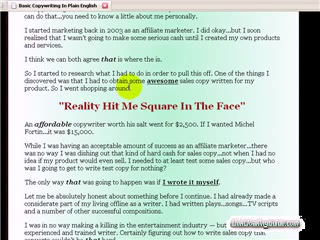 Basic Copywriting In Plain English
can do that...you need to know a little about me personally.
I started marketing back in 2003 as an affiliate marketer. I did okay...but I soon
realized that I wasn't going to make some serious cash until I created my own products
and services.
I think we can both agree that is where the is.
So I started to research what I had to do in order to pull this off. One of the things I
discovered was that I had to obtain some awesome sales copy written for my
product. So I went shopping around.
"Reality Hit Me Square In The Face"
An affordable copywriter worth his salt went for $2,500. If I wanted Michel
Fortin...it was $15,000.
While I was having an acceptable amount of success as an affiliate marketer...there
was no way I was dishing out that kind of hard cash for sales copy...not when I had no
idea if my product would even sell. I needed to at least test some sales copy...but who
was I going to get to write test copy for nothing?
The only way that was going to happen was if I wrote it myself.
Let me be absolutely honest about something before I continue. I had already made a
considerate part of my living offline as a writer. I had written plays...songs...TV scripts
and a number of other successful compositions.
I was in no way making a killing in the entertainment industry -- but I was an
experienced and trained writer. Certainly figuring out how to write sales copy that